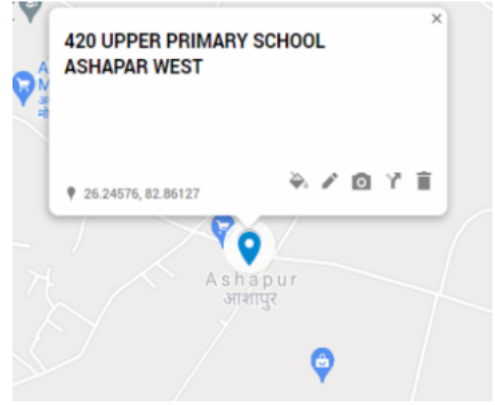 420 UPPER PRIMARY SCHOOL
ASHAPAR WEST
26.24576, 82.86127
Ashapur
आशापुर